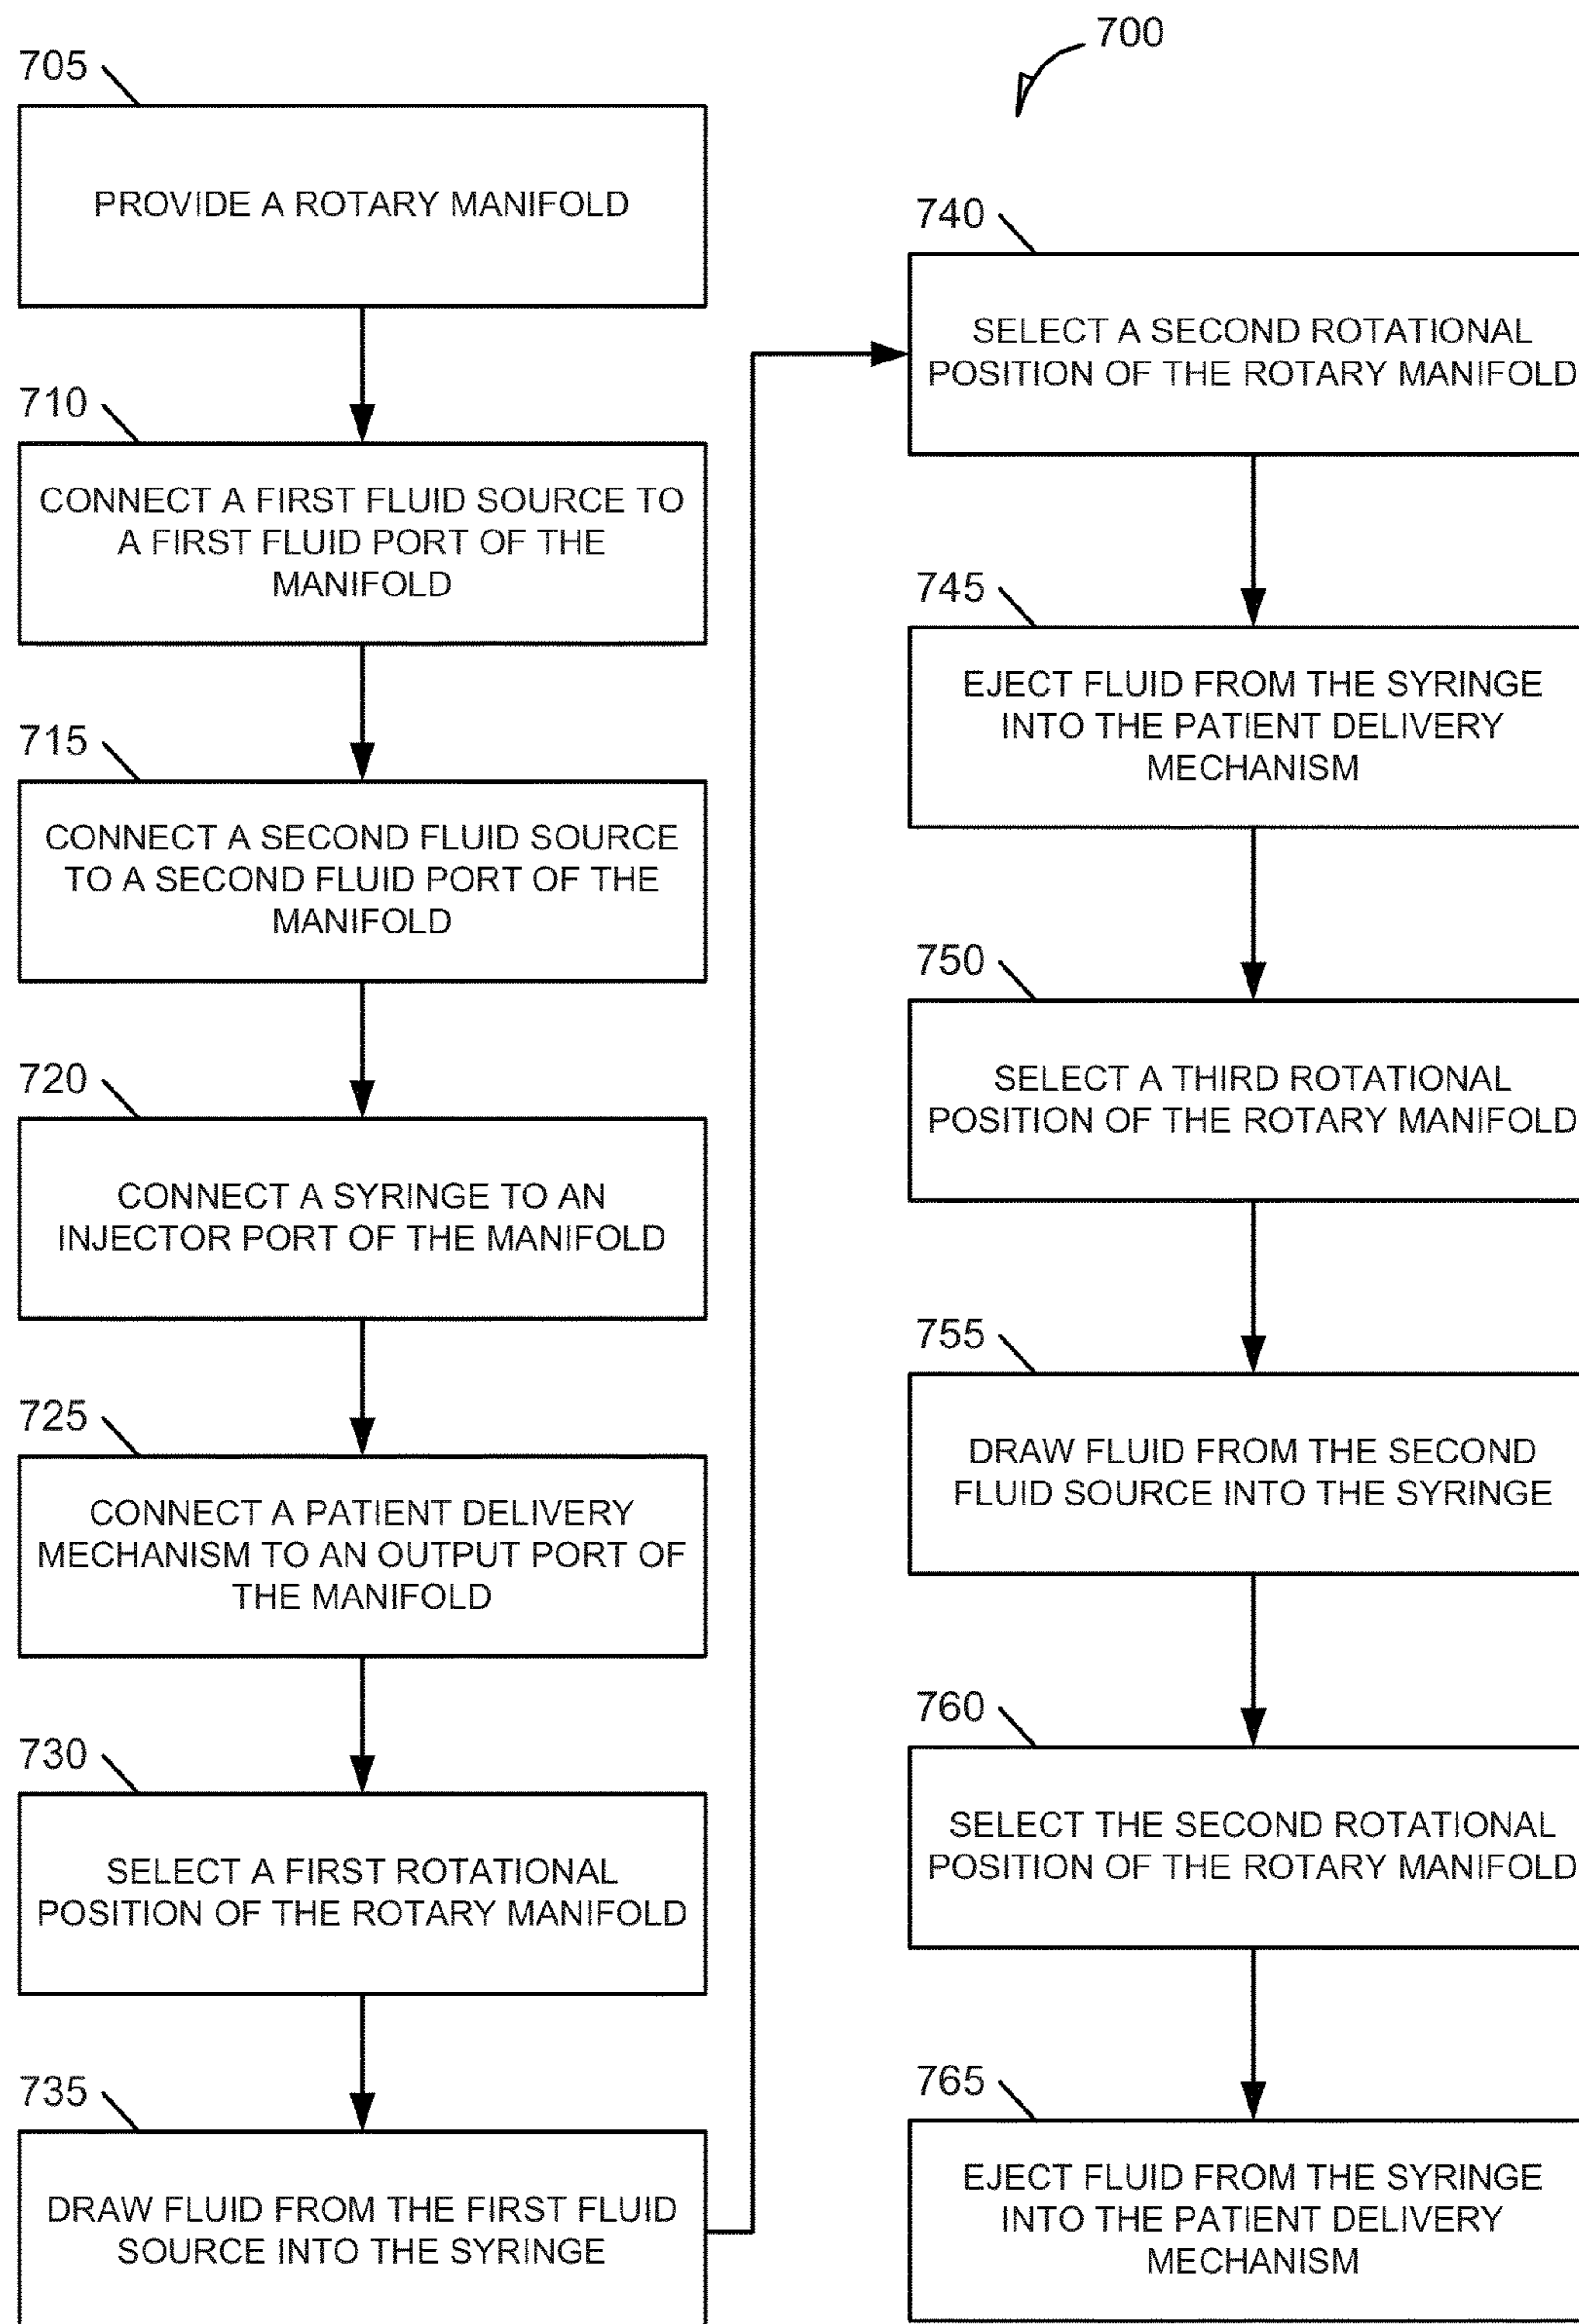 700
705
PROVIDE A ROTARY MANIFOLD
710
CONNECT A FIRST FLUID SOURCE TO
A FIRST FLUID PORT OF THE
MANIFOLD
715
CONNECT A SECOND FLUID SOURCE
TO A SECOND FLUID PORT OF THE
MANIFOLD
720
CONNECT A SYRINGE TO AN
INJECTOR PORT OF THE MANIFOLD
725
CONNECT A PATIENT DELIVERY
MECHANISM TO AN OUTPUT PORT OF
THE MANIFOLD
730
SELECT A FIRST ROTATIONAL
POSITION OF THE ROTARY MANIFOLD
735
DRAW FLUID FROM THE FIRST FLUID
SOURCE INTO THE SYRINGE
740
SELECT A SECOND ROTATIONAL
POSITION OF THE ROTARY MANIFOLD
745
EJECT FLUID FROM THE SYRINGE
INTO THE PATIENT DELIVERY
MECHANISM
750
SELECT A THIRD ROTATIONAL
POSITION OF THE ROTARY MANIFOLD
755
DRAW FLUID FROM THE SECOND
FLUID SOURCE INTO THE SYRINGE
760
SELECT THE SECOND ROTATIONAL
POSITION OF THE ROTARY MANIFOLD
765
EJECT FLUID FROM THE SYRINGE
INTO THE PATIENT DELIVERY
MECHANISM